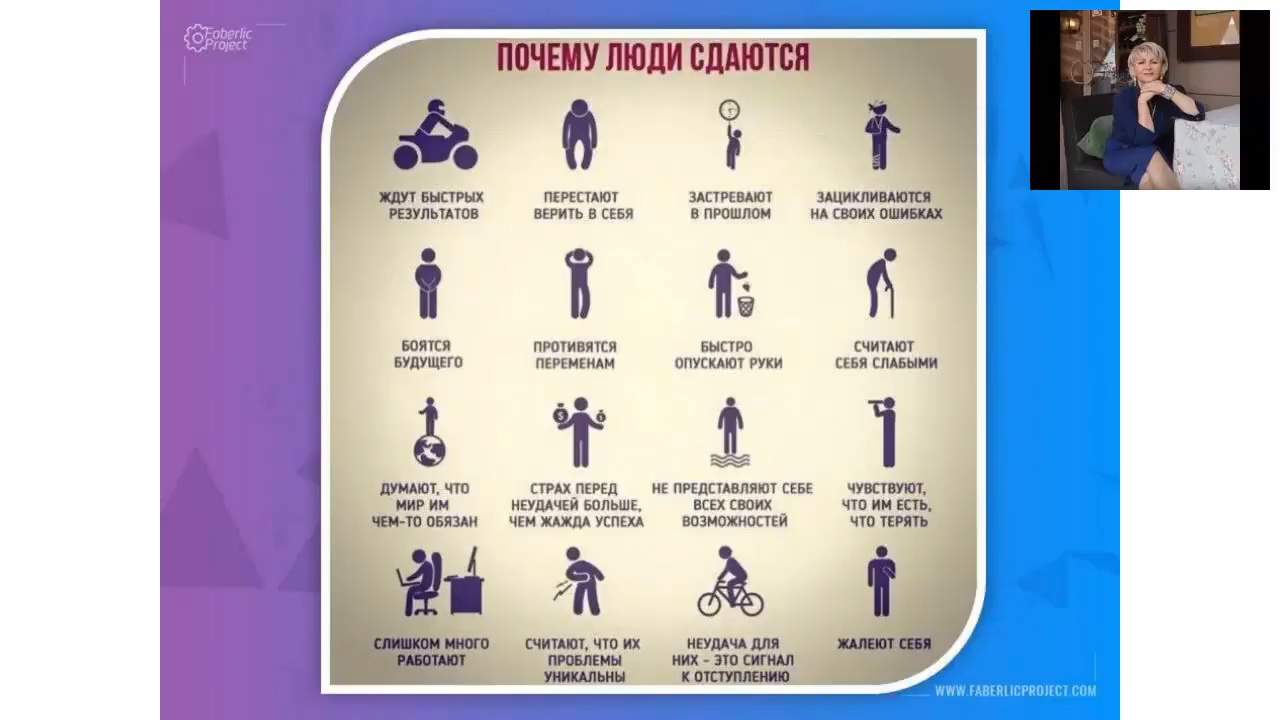 Faberlic
Project
ПОЧЕМУ ЛЮДИ СДАЮТСЯ
ЖДУТ БЫСТРЫХ
РЕЗУЛЬТАТОВ
ПЕРЕСТАЮТ
ВЕРИТЬ В СЕБЯ
ЗАСТРЕВАЮТ
В ПРОШЛОМ
ЗАЦИКЛИВАЮТСЯ
НА СВОИХ ОШИБКАХ
БОЯТСЯ
БУДУЩЕГО
ПРОТИВЯТСЯ
ПЕРЕМЕНАМ
БЫСТРО
ОПУСКАЮТ РУКИ
СЧИТАЮТ
СЕБЯ СЛАБЫМИ
ДУМАЮТ, ЧТО
МИР ИМ
ЧЕМ-ТО ОБЯЗАН
СТРАХ ПЕРЕД
НЕУДАЧЕЙ БОЛЬШЕ,
ЧЕМ ЖАЖДА УСПЕХА
НЕ ПРЕДСТАВЛЯЮТ СЕБЕ
ВСЕХ СВОИХ
ВОЗМОЖНОСТЕЙ
ЧУВСТВУЮТ,
ЧТО ИМ ЕСТЬ,
ЧТО ТЕРЯТЬ
СЛИШКОМ МНОГО
РАБОТАЮТ
СЧИТАЮТ, ЧТО ИХ
ПРОБЛЕМЫ
УНИКАЛЬНЫ
НЕУДАЧА ДЛЯ
НИХ - ЭТО СИГНАЛ
К ОТСТУПЛЕНИЮ
ЖАЛЕЮТ СЕБЯ
WWW.FABERLICPROJECT.COM